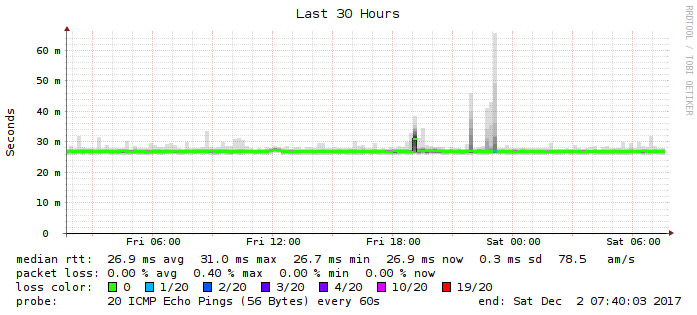 Last 30 Hours
RRDTOOL / TOBI OETIKER
Seconds
60 m
50 m
40 m
30 m
20 m
10 m
0
Fri 06:00 Fri 12:00 Fri 18:00 Sat 00:00 Sat 06:00
median rtt: 26.9 ms avg 31.0 ms max 26.7 ms min 26.9 ms now 0.3 ms sd 78.5 am/s
packet loss: 0.00 % avg 0.40 % max 0.00 % min 0.00 % now
loss color: 0 1/20 2/20 3/20 4/20 10/20 19/20
probe: 20 ICMP Echo Pings (56 Bytes) every 60s end: Sat Dec 2 07:40:03 2017